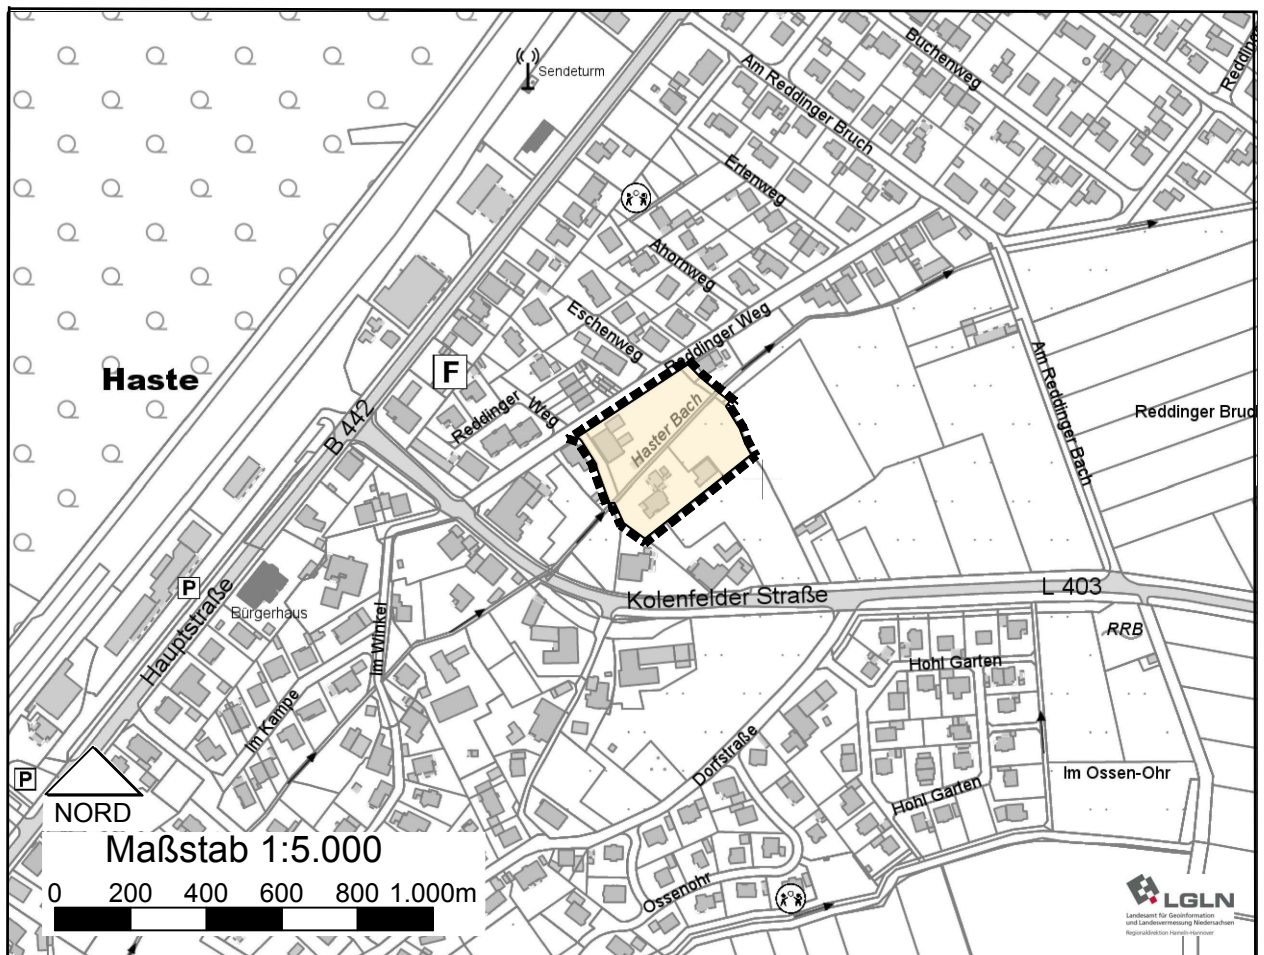 Buchenweg
Reddin
Sendeturm
Am Reddinger Bruch
Erlenweg
Ahornweg
Eschenweg
Reddinger Weg
Haste
F
B 442
Reddinger Weg
Haster Bach
Am Reddinger Bach
Reddinger Bruc
P
Bürgerhaus
Hauptstraße
Im Winkel
Kolenfelder Straße
L 403
RRB
Hohl Garten
Im Kampe
Dorfstraße
Im Ossen-Ohr
Hohl Garten
P
NORD
Maßstab 1:5.000
0 200 400 600 800 1.000m
Ossenohr
LGLN
Landesamt für Geoinformation
und Landesvermessung Niedersachsen
Regionaldirektion Hameln-Hannover